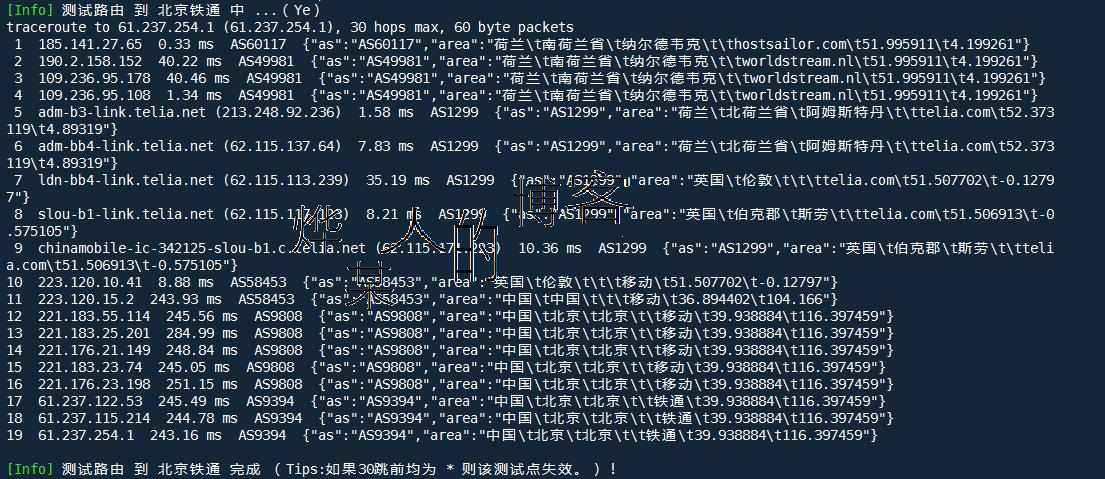 [Info] 测试路由 到 北京铁通 中 ...（Ye）
traceroute to 61.237.254.1 (61.237.254.1), 30 hops max, 60 byte packets
1 185.141.27.65 0.33 ms AS60117 {"as":"AS60117","area":"荷兰\t南荷兰省\t纳尔德韦克\t\thostsailor.com\t51.995911\t4.199261"}
2 190.2.158.152 40.22 ms AS49981 {"as":"AS49981","area":"荷兰\t南荷兰省\t纳尔德韦克\t\tworldstream.nl\t51.995911\t4.199261"}
3 109.236.95.178 40.46 ms AS49981 {"as":"AS49981","area":"荷兰\t南荷兰省\t纳尔德韦克\t\tworldstream.nl\t51.995911\t4.199261"}
4 109.236.95.108 1.34 ms AS49981 {"as":"AS49981","area":"荷兰\t南荷兰省\t纳尔德韦克\t\tworldstream.nl\t51.995911\t4.199261"}
5 adm-b3-link.telia.net (213.248.92.236) 1.58 ms AS1299 {"as":"AS1299","area":"荷兰\t北荷兰省\t阿姆斯特丹\t\ttelia.com\t52.373
119\t4.89319"}
6 adm-bb4-link.telia.net (62.115.137.64) 7.83 ms AS1299 {"as":"AS1299","area":"荷兰\t北荷兰省\t阿姆斯特丹\t\ttelia.com\t52.373
119\t4.89319"}
7 ldn-bb4-link.telia.net (62.115.113.239) 35.19 ms AS1299 {"as":"AS1299","area":"英国\t伦敦\t\t\ttelia.com\t51.507702\t-0.1279
7"}
8 slou-b1-link.telia.net 8.21 ms AS1299 {"as":"AS1299","area":"英国\t伯克郡\t斯劳\t\ttelia.com\t51.506913\t-0
.575105"}
9 chinamobile-ic-342125-slou-b1.c.telia.net 10.36 ms AS1299 {"as":"AS1299","area":"英国\t伯克郡\t斯劳\t\tteli
a.com\t51.506913\t-0.575105"}
10 223.120.10.41 8.88 ms AS58453 {"as":"AS58453","area":"英国\t伦敦\t\t\t移动\t51.507702\t-0.12797"}
11 223.120.15.2 243.93 ms AS58453 {"as":"AS58453","area":"中国\t中国\t\t\t移动\t36.894402\t104.166"}
12 221.183.55.114 245.56 ms AS9808 {"as":"AS9808","area":"中国\t北京\t北京\t\t移动\t39.938884\t116.397459"}
13 221.183.25.201 284.99 ms AS9808 {"as":"AS9808","area":"中国\t北京\t北京\t\t移动\t39.938884\t116.397459"}
14 221.176.21.149 248.84 ms AS9808 {"as":"AS9808","area":"中国\t北京\t北京\t\t移动\t39.938884\t116.397459"}
15 221.183.23.74 245.05 ms AS9808 {"as":"AS9808","area":"中国\t北京\t北京\t\t移动\t39.938884\t116.397459"}
16 221.176.23.198 251.15 ms AS9808 {"as":"AS9808","area":"中国\t北京\t北京\t\t移动\t39.938884\t116.397459"}
17 61.237.122.53 245.49 ms AS9394 {"as":"AS9394","area":"中国\t北京\t北京\t\t铁通\t39.938884\t116.397459"}
18 61.237.115.214 244.78 ms AS9394 {"as":"AS9394","area":"中国\t北京\t北京\t\t铁通\t39.938884\t116.397459"}
19 61.237.254.1 243.16 ms AS9394 {"as":"AS9394","area":"中国\t北京\t北京\t\t铁通\t39.938884\t116.397459"}
[Info] 测试路由 到 北京铁通 完成 （Tips:如果30跳前均为 * 则该测试点失效。）!
某人的博客